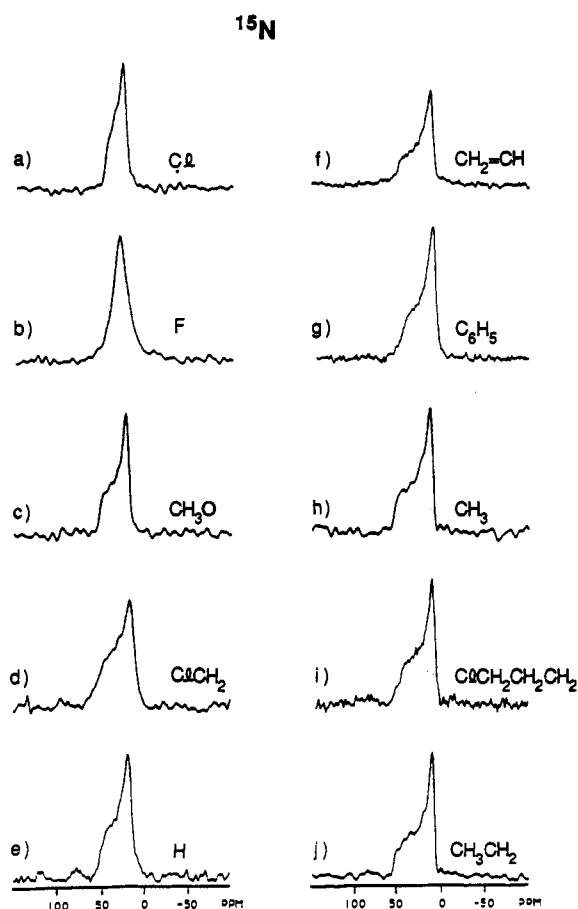 ¹⁵N
a) Cl
b) F
c) CH₃O
d) ClCH₂
e) H
100 50 0 -50 PPM
f) CH₂=CH
g) C₆H₅
h) CH₃
i) ClCH₂CH₂CH₂
j) CH₃CH₂
100 50 0 -50 PPM